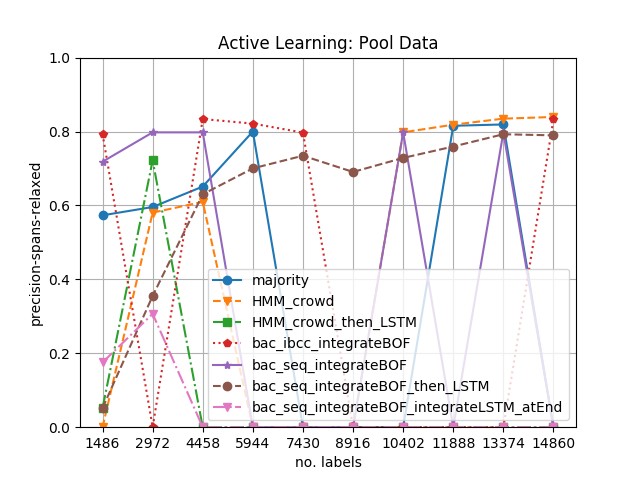 Active Learning: Pool Data
precision-spans-relaxed
1.0
0.8
0.6
0.4
0.2
0.0
majority
HMM_crowd
HMM_crowd_then_LSTM
bac_ibcc_integrateBOF
bac_seq_integrateBOF
bac_seq_integrateBOF_then_LSTM
bac_seq_integrateBOF_integrateLSTM_atEnd
1486 2972 4458 5944 7430 8916 10402 11888 13374 14860
no. labels